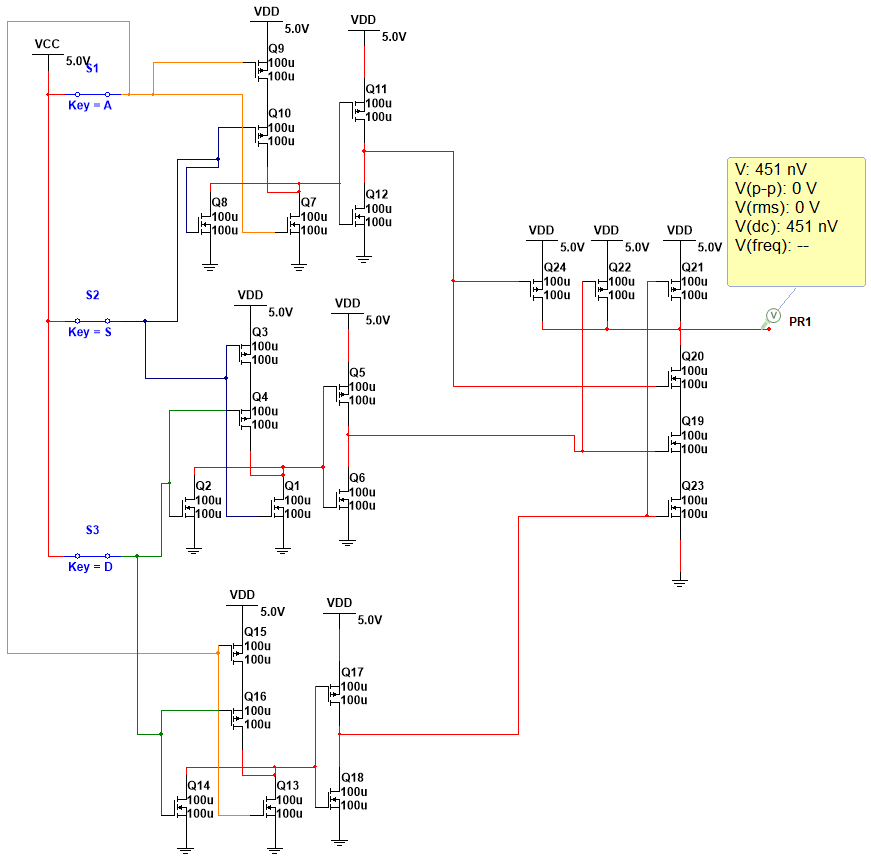 VDD
5.0V
VDD
5.0V
VCC
5.0V
S1
Key = A
Q9
100u
100u
Q10
100u
100u
Q11
100u
100u
Q8
100u
100u
Q7
100u
100u
Q12
100u
100u
V: 451 nV
V(p-p): 0 V
V(rms): 0 V
V(dc): 451 nV
V(freq): --
VDD
5.0V
VDD
5.0V
VDD
5.0V
Q24
100u
100u
Q22
100u
100u
Q21
100u
100u
PR1
S2
Key = S
VDD
5.0V
VDD
5.0V
Q3
100u
100u
Q4
100u
100u
Q5
100u
100u
Q20
100u
100u
Q19
100u
100u
Q2
100u
100u
Q1
100u
100u
Q6
100u
100u
Q23
100u
100u
S3
Key = D
VDD
5.0V
VDD
5.0V
Q15
100u
100u
Q16
100u
100u
Q17
100u
100u
Q14
100u
100u
Q13
100u
100u
Q18
100u
100u